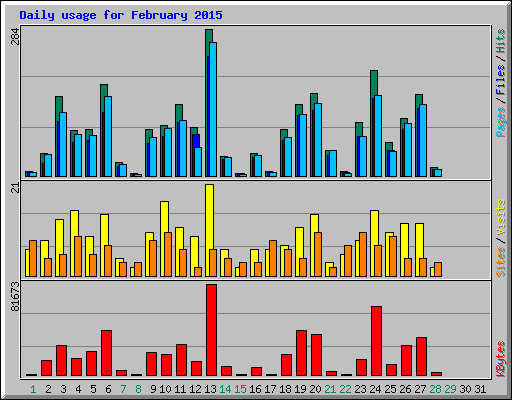 Daily usage for February 2015
284
Pages / Files / Hits
21
Sites / Visits
81673
KBytes
1 2 3 4 5 6 7 8 9 10 11 12 13 14 15 16 17 18 19 20 21 22 23 24 25 26 27 28 29 30 31